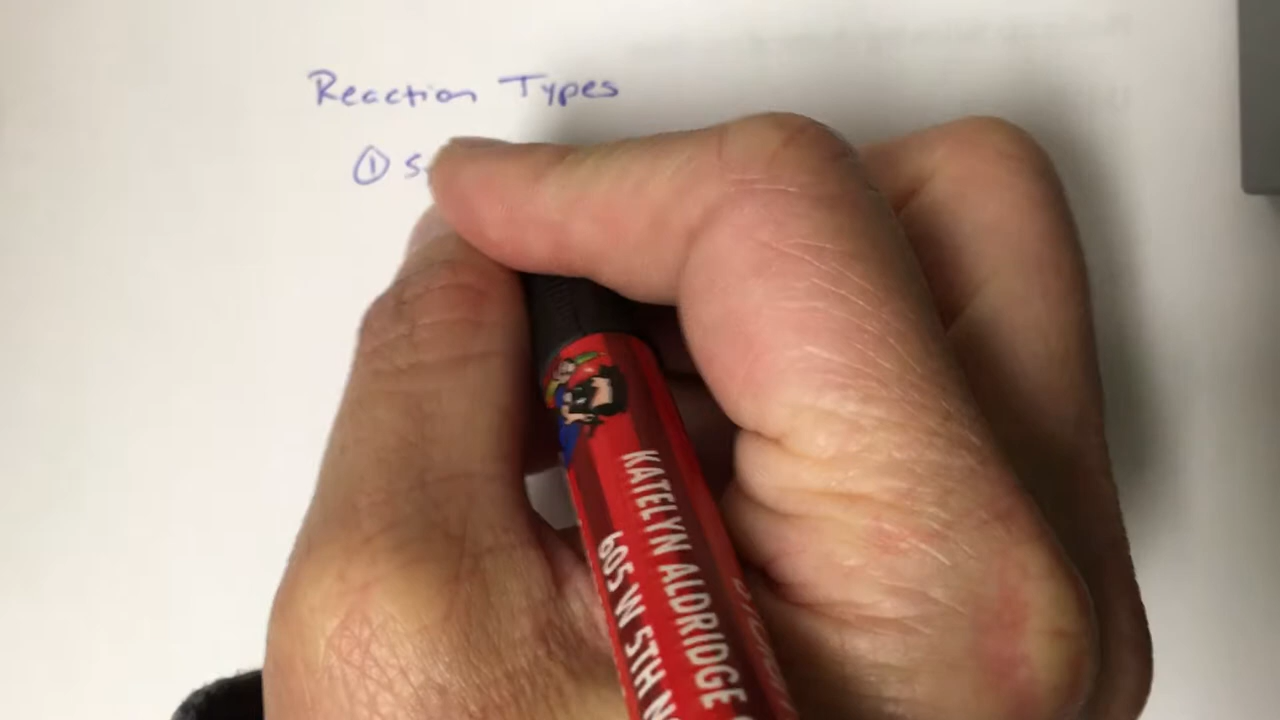 Reaction Types
①
KATELYN ALDRIDGE
605 W 5TH